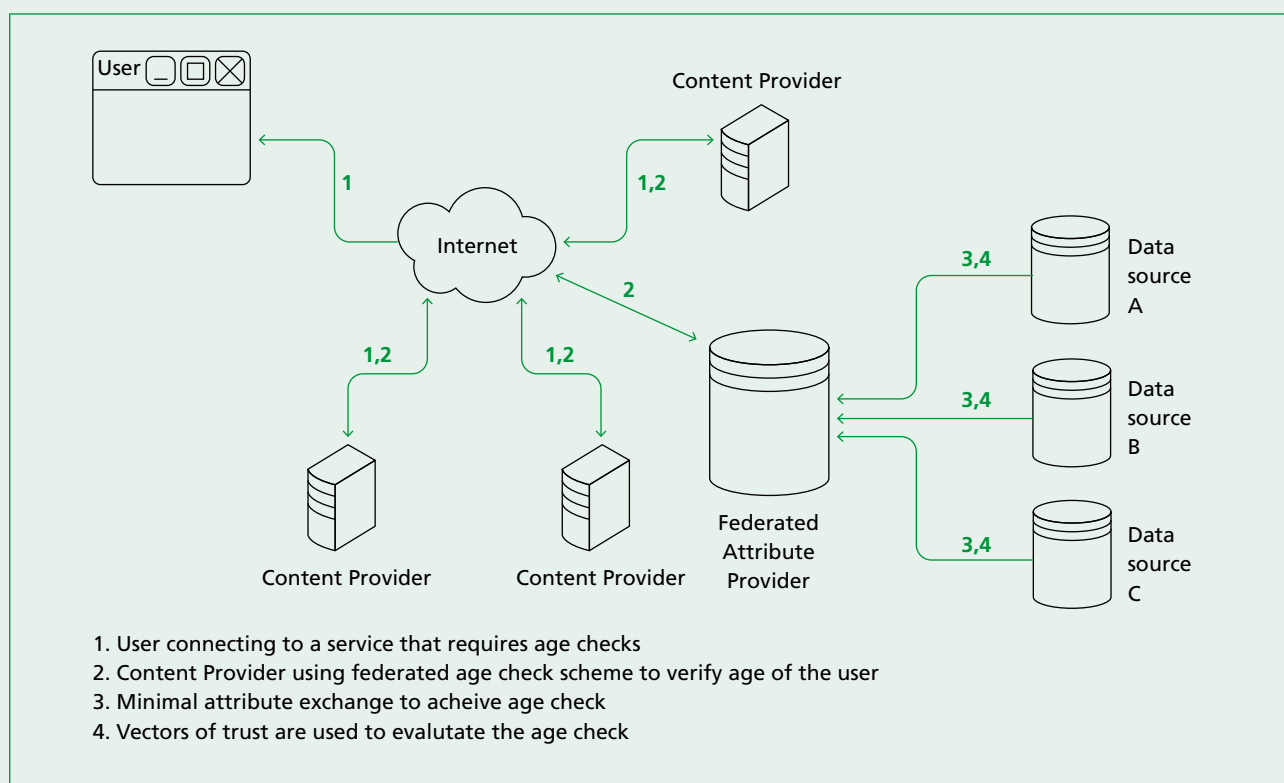 User
Content Provider
1
1,2
Internet
3,4
Data
source
A
2
1,2
1,2
3,4
Data
source
B
Federated
Attribute
Provider
3,4
Data
source
C
Content Provider
Content Provider
1. User connecting to a service that requires age checks
2. Content Provider using federated age check scheme to verify age of the user
3. Minimal attribute exchange to acheive age check
4. Vectors of trust are used to evalutate the age check